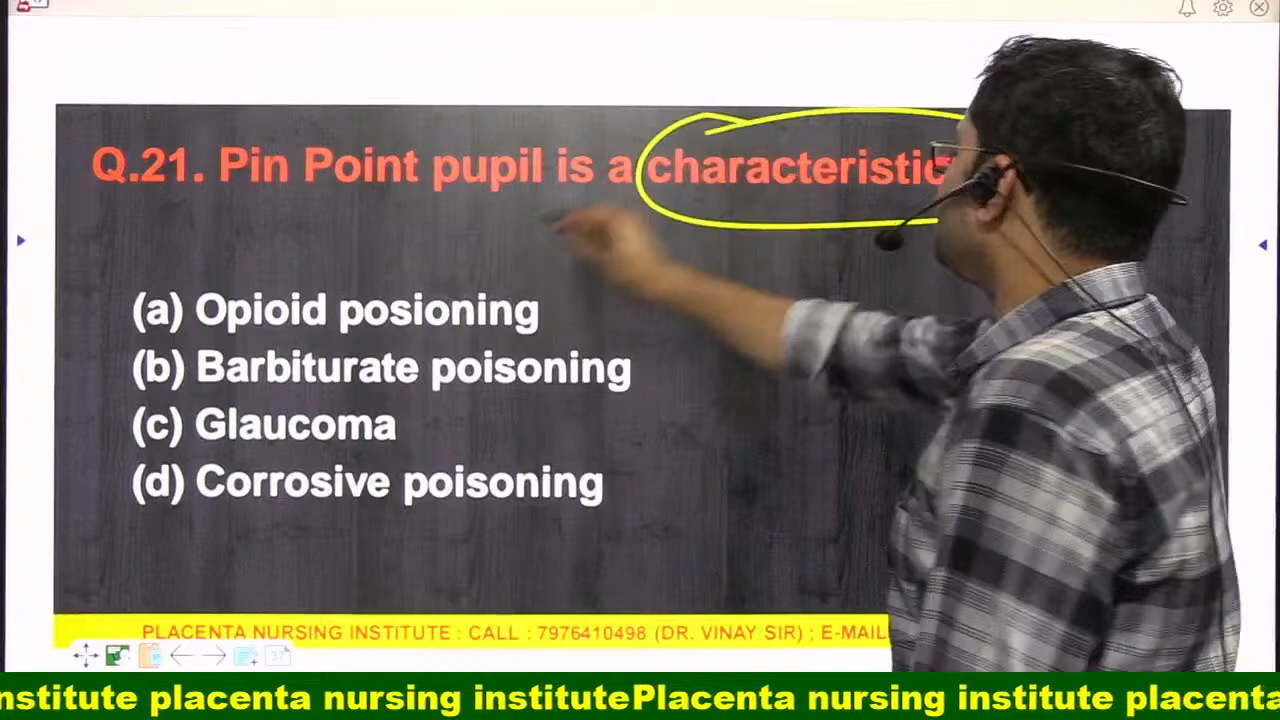 Q.21. Pin Point pupil is a characteristic
(a) Opioid posioning
(b) Barbiturate poisoning
(c) Glaucoma
(d) Corrosive poisoning
PLACENTA NURSING INSTITUTE : CALL : 7976410498 (DR. VINAY SIR) ; E-MAIL
nstitute placenta nursing institutePlacenta nursing institute placenta